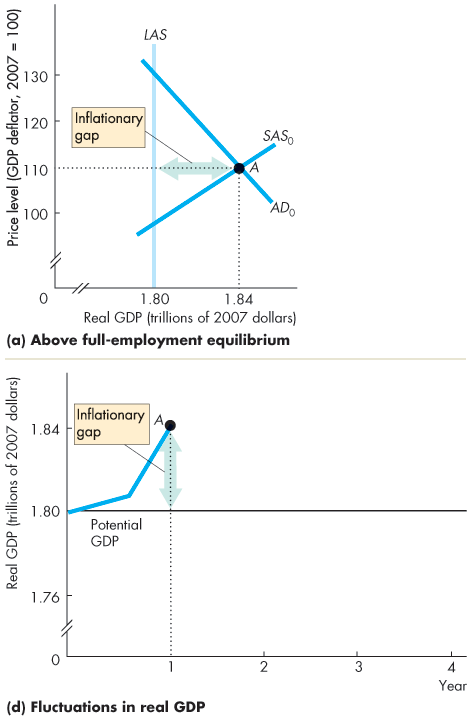 LAS
Price level (GDP deflator, 2007 = 100)
130
120
110
100
0
Inflationary
gap
SAS0
A
AD0
1.80
1.84
Real GDP (trillions of 2007 dollars)
(a) Above full-employment equilibrium
Real GDP (trillions of 2007 dollars)
1.84
1.80
1.76
0
Inflationary
gap
A
Potential
GDP
1
2
3
4
Year
(d) Fluctuations in real GDP